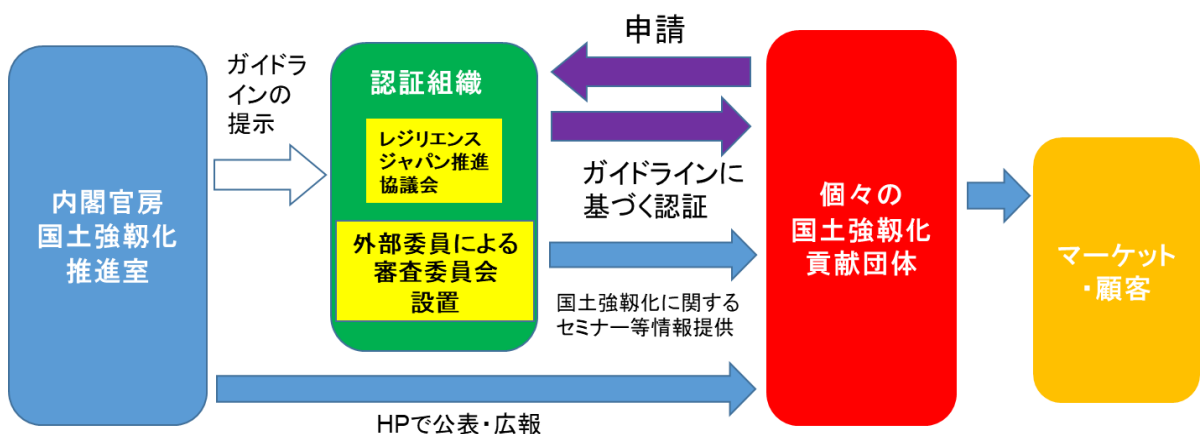 内閣官房
国土強靱化
推進室
ガイドラ
インの
提示
認証組織
レジリエンス
ジャパン推進
協議会
外部委員による
審査委員会
設置
申請
ガイドラインに
基づく認証
国土強靱化に関する
セミナー等情報提供
HPで公表・広報
個々の
国土強靱化
貢献団体
マーケット
・顧客